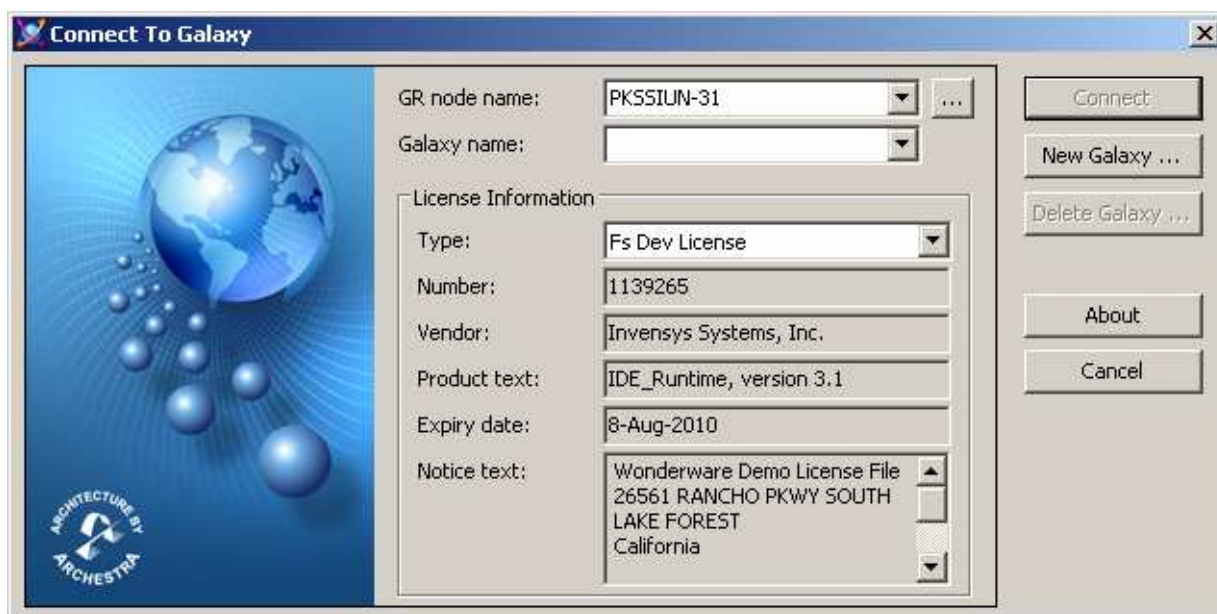 Connect To Galaxy
GR node name:
PKSSIUN-31
...
Connect
Galaxy name:
New Galaxy ...
Delete Galaxy ...
License Information
Type:
Fs Dev License
Number:
1139265
Vendor:
Invensys Systems, Inc.
Product text:
IDE_Runtime, version 3.1
Expiry date:
8-Aug-2010
Notice text:
Wonderware Demo License File
26561 RANCHO PKWY SOUTH
LAKE FOREST
California
About
Cancel
ARCHITECTURE BY
ARCHESTRA